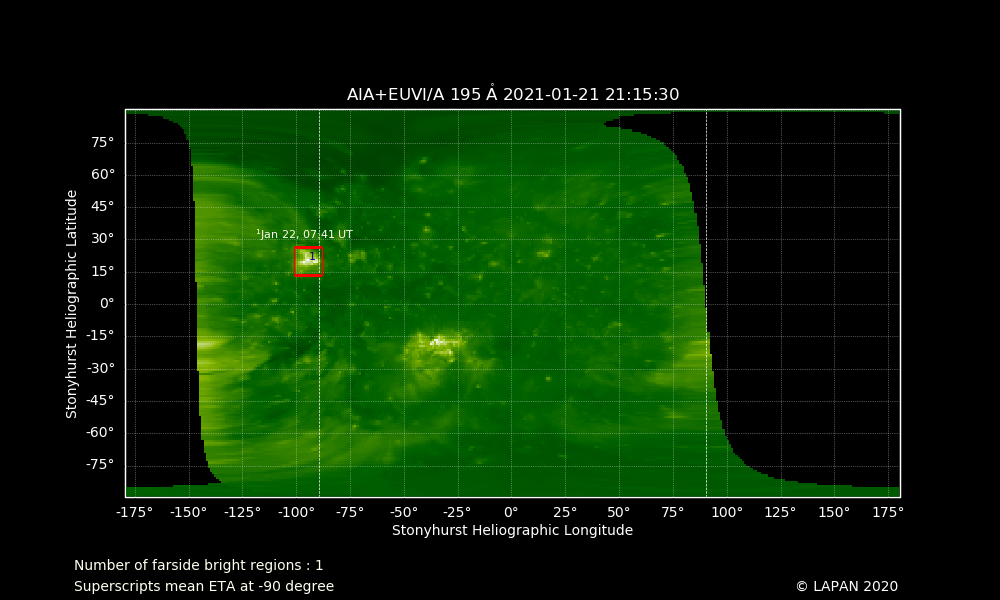 AIA+EUVI/A 195 Å 2021-01-21 21:15:30
75°
60°
45°
30°
15°
0°
-15°
-30°
-45°
-60°
-75°
Stonyhurst Heliographic Latitude
¹Jan 22, 07:41 UT
1
-175° -150° -125° -100° -75° -50° -25° 0° 25° 50° 75° 100° 125° 150° 175°
Stonyhurst Heliographic Longitude
Number of farside bright regions : 1
Superscripts mean ETA at -90 degree
© LAPAN 2020